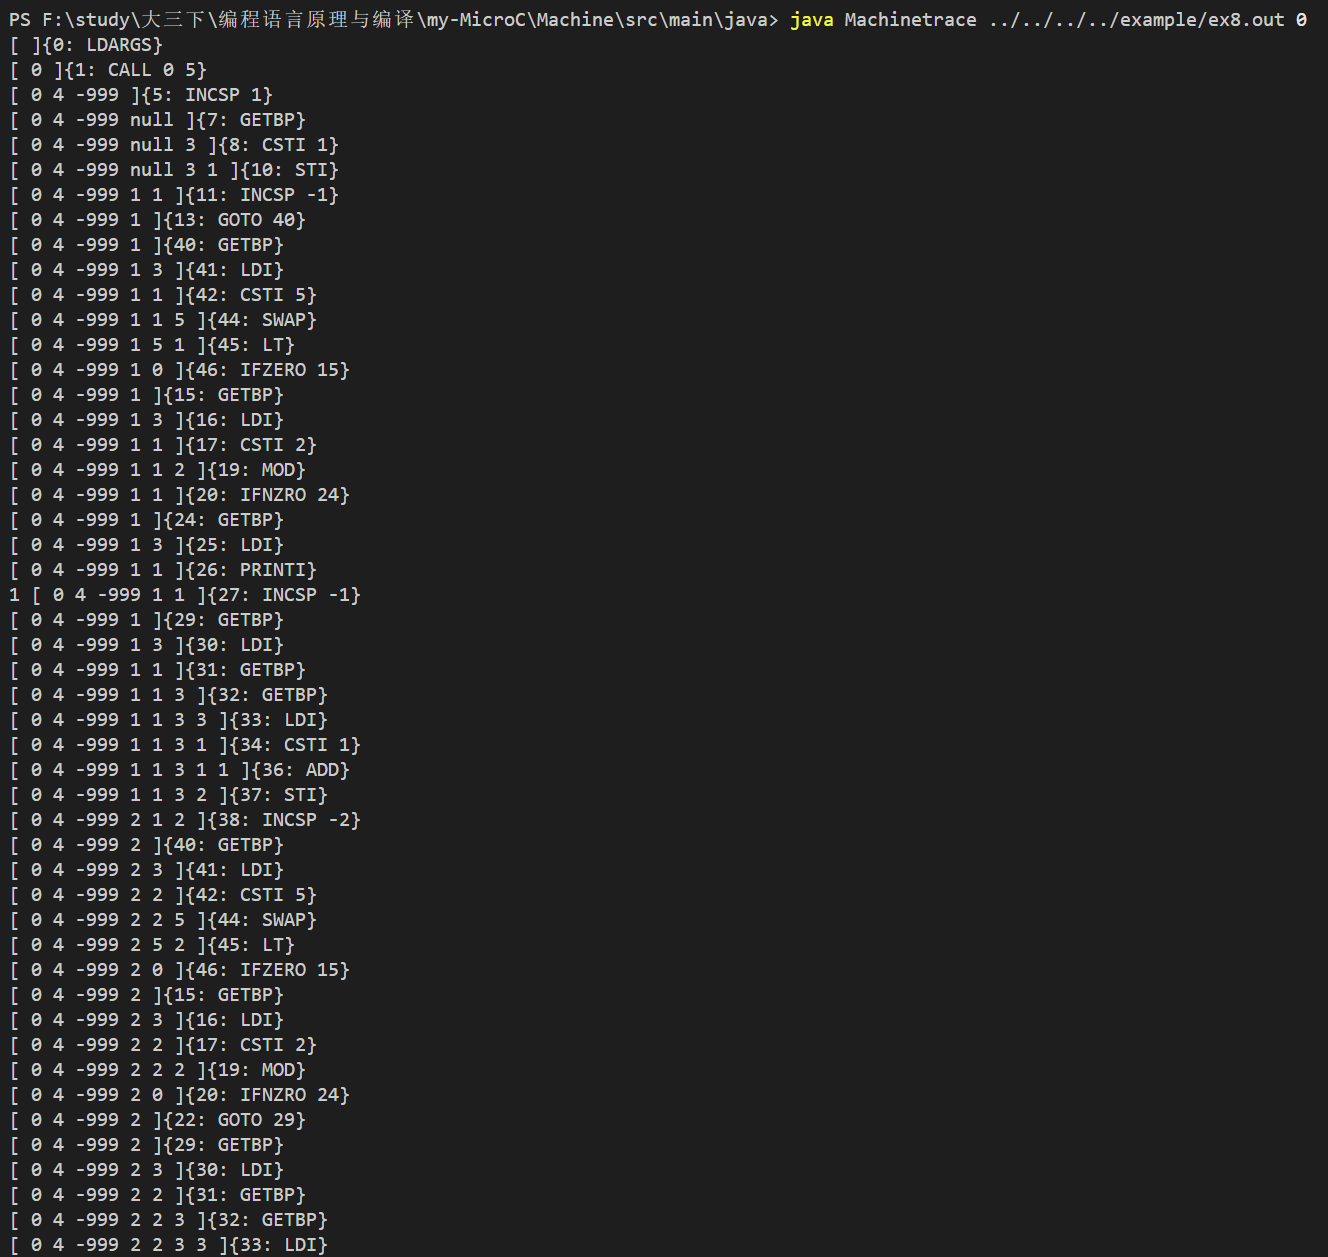 PS F:\study\大三下\编程语言原理与编译\my-MicroC\Machine\src\main\java> java Machinetrace ../../../../example/ex8.out 0
[ ]{0: LDARGS}
[ 0 ]{1: CALL 0 5}
[ 0 4 -999 ]{5: INCSP 1}
[ 0 4 -999 null ]{7: GETBP}
[ 0 4 -999 null 3 ]{8: CSTI 1}
[ 0 4 -999 null 3 1 ]{10: STI}
[ 0 4 -999 1 1 ]{11: INCSP -1}
[ 0 4 -999 1 ]{13: GOTO 40}
[ 0 4 -999 1 ]{40: GETBP}
[ 0 4 -999 1 3 ]{41: LDI}
[ 0 4 -999 1 1 ]{42: CSTI 5}
[ 0 4 -999 1 1 5 ]{44: SWAP}
[ 0 4 -999 1 5 1 ]{45: LT}
[ 0 4 -999 1 0 ]{46: IFZERO 15}
[ 0 4 -999 1 ]{15: GETBP}
[ 0 4 -999 1 3 ]{16: LDI}
[ 0 4 -999 1 1 ]{17: CSTI 2}
[ 0 4 -999 1 1 2 ]{19: MOD}
[ 0 4 -999 1 1 ]{20: IFNZRO 24}
[ 0 4 -999 1 ]{24: GETBP}
[ 0 4 -999 1 3 ]{25: LDI}
[ 0 4 -999 1 1 ]{26: PRINTI}
1 [ 0 4 -999 1 1 ]{27: INCSP -1}
[ 0 4 -999 1 ]{29: GETBP}
[ 0 4 -999 1 3 ]{30: LDI}
[ 0 4 -999 1 1 ]{31: GETBP}
[ 0 4 -999 1 1 3 ]{32: GETBP}
[ 0 4 -999 1 1 3 3 ]{33: LDI}
[ 0 4 -999 1 1 3 1 ]{34: CSTI 1}
[ 0 4 -999 1 1 3 1 1 ]{36: ADD}
[ 0 4 -999 1 1 3 2 ]{37: STI}
[ 0 4 -999 2 1 2 ]{38: INCSP -2}
[ 0 4 -999 2 ]{40: GETBP}
[ 0 4 -999 2 3 ]{41: LDI}
[ 0 4 -999 2 2 ]{42: CSTI 5}
[ 0 4 -999 2 2 5 ]{44: SWAP}
[ 0 4 -999 2 5 2 ]{45: LT}
[ 0 4 -999 2 0 ]{46: IFZERO 15}
[ 0 4 -999 2 ]{15: GETBP}
[ 0 4 -999 2 3 ]{16: LDI}
[ 0 4 -999 2 2 ]{17: CSTI 2}
[ 0 4 -999 2 2 2 ]{19: MOD}
[ 0 4 -999 2 0 ]{20: IFNZRO 24}
[ 0 4 -999 2 ]{22: GOTO 29}
[ 0 4 -999 2 ]{29: GETBP}
[ 0 4 -999 2 3 ]{30: LDI}
[ 0 4 -999 2 2 ]{31: GETBP}
[ 0 4 -999 2 2 3 ]{32: GETBP}
[ 0 4 -999 2 2 3 3 ]{33: LDI}